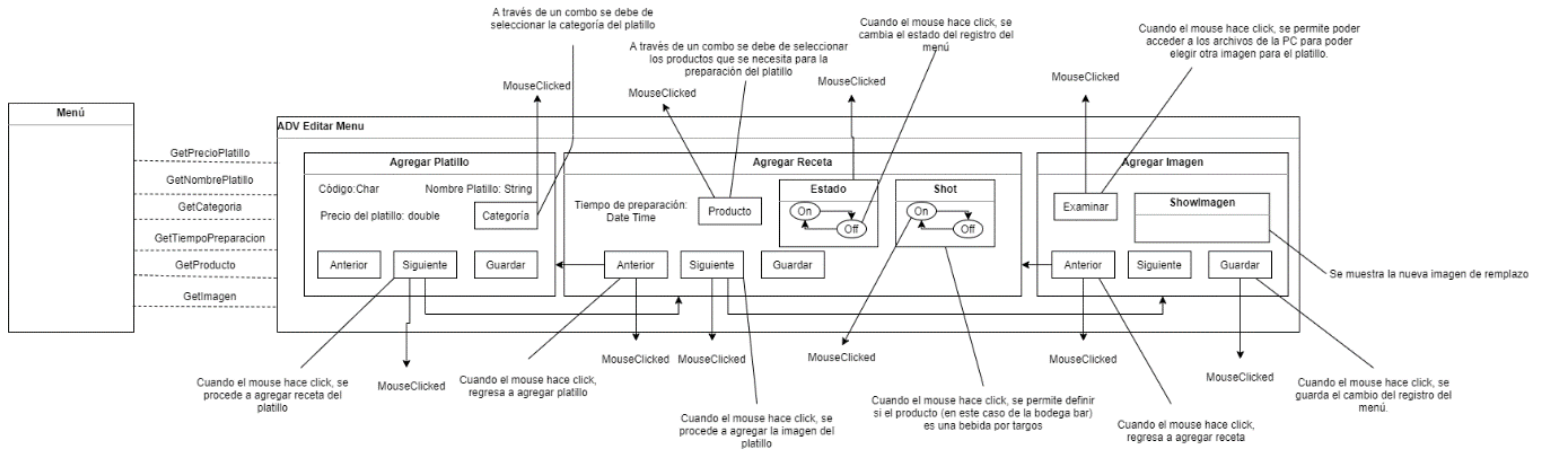 A través de un combo se debe de
seleccionar la categoría del platillo
Cuando el mouse hace click, se
cambia el estado del registro del
menú
Cuando el mouse hace click, se permite poder
acceder a los archivos de la PC para poder
elegir otra imagen para el platillo.
A través de un combo se debe de seleccionar
los productos que se necesita para la
preparación del platillo
MouseClicked
MouseClicked
MouseClicked
MouseClicked
Menú
ADV Editar Menu
GetPrecioPlatillo
GetNombrePlatillo
GetCategoria
GetTiempoPreparacion
GetProducto
GetImagen
Agregar Platillo
Código:Char
Nombre Platillo: String
Precio del platillo: double
Categoría
Anterior
Siguiente
Guardar
Agregar Receta
Tiempo de preparación:
Date Time
Producto
Estado
On
Off
Shot
On
Off
Anterior
Siguiente
Guardar
Agregar Imagen
Examinar
ShowImagen
Anterior
Siguiente
Guardar
Se muestra la nueva imagen de remplazo
MouseClicked
MouseClicked
MouseClicked
MouseClicked
MouseClicked
MouseClicked
Cuando el mouse hace click, se
procede a agregar receta del
platillo
Cuando el mouse hace click,
regresa a agregar platillo
Cuando el mouse hace click, se
procede a agregar la imagen del
platillo
Cuando el mouse hace click, se permite definir
si el producto (en este caso de la bodega bar)
es una bebida por targos
Cuando el mouse hace click,
regresa a agregar receta
Cuando el mouse hace click, se
guarda el cambio del registro del
menú.